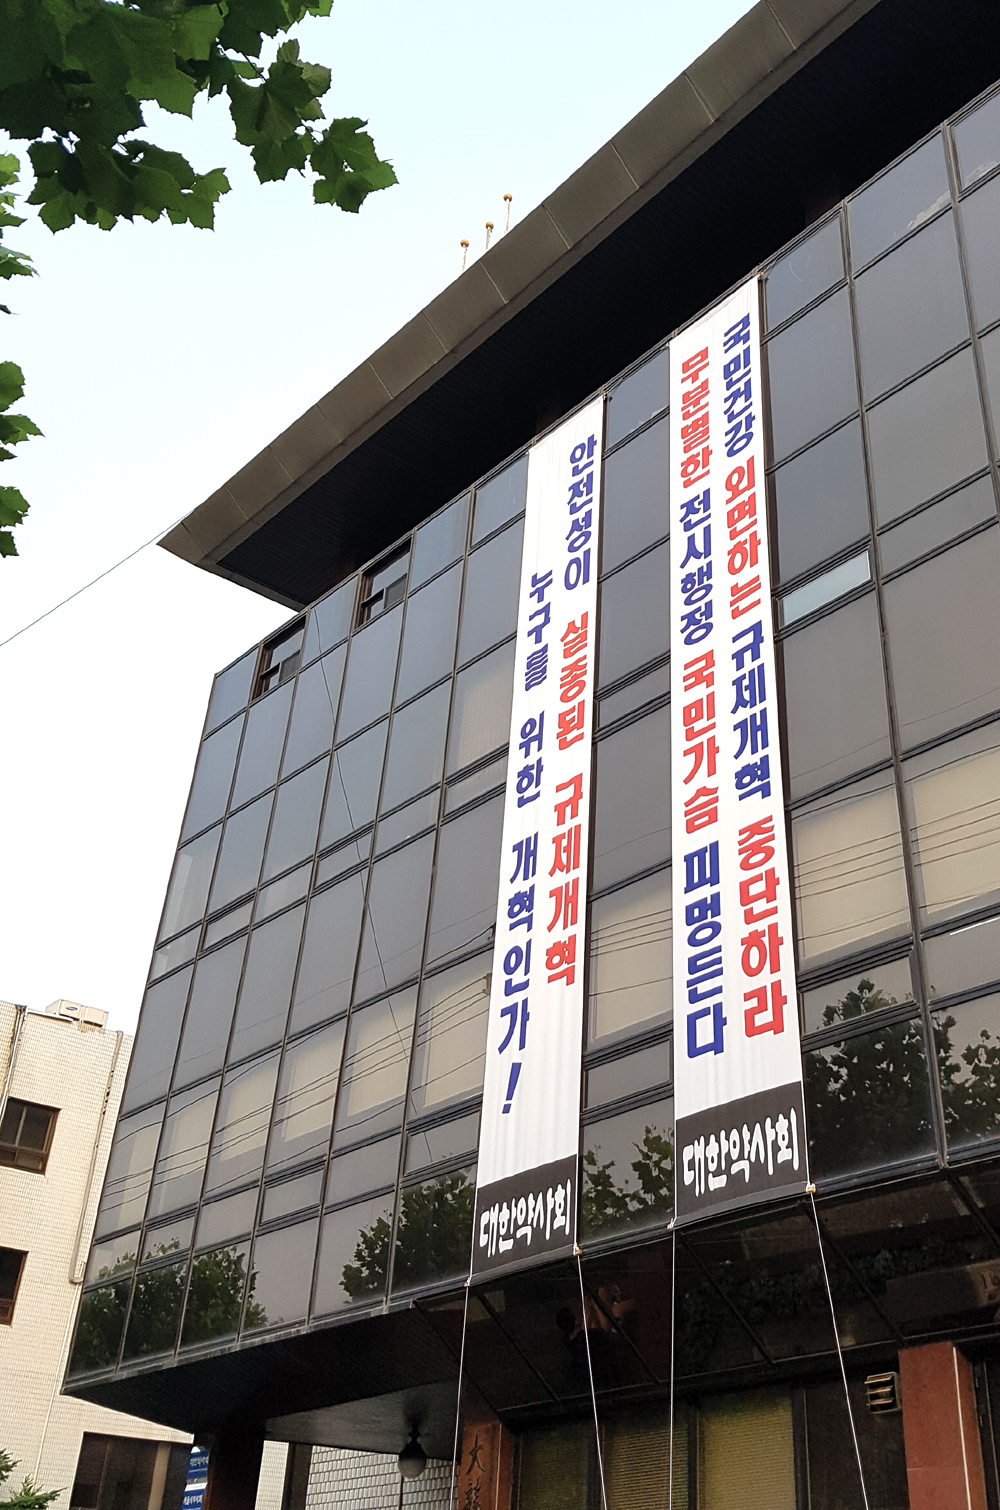 국민건강 외면하는 규제개혁 중단하라
무분별한 전시행정 국민가슴 피멍든다
대한약사회
안전성이 실종된 규제개혁
누구를 위한 개혁인가!
대한약사회